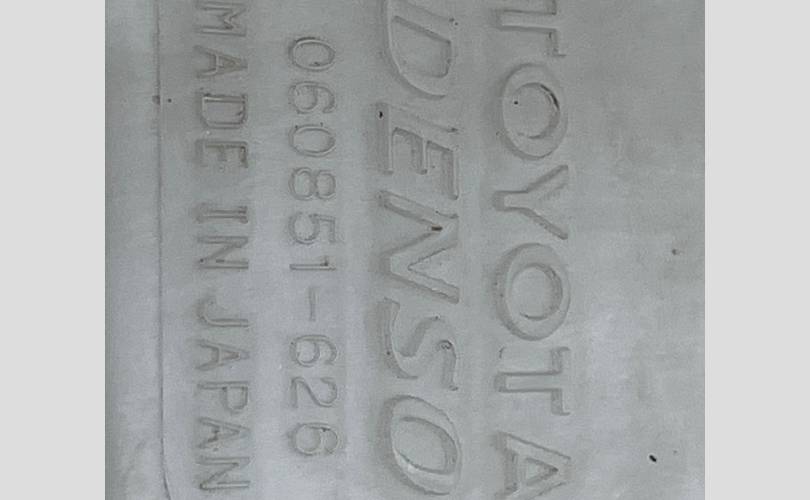 TOYOTA
DENSO
060851-626
MADE IN JAPAN